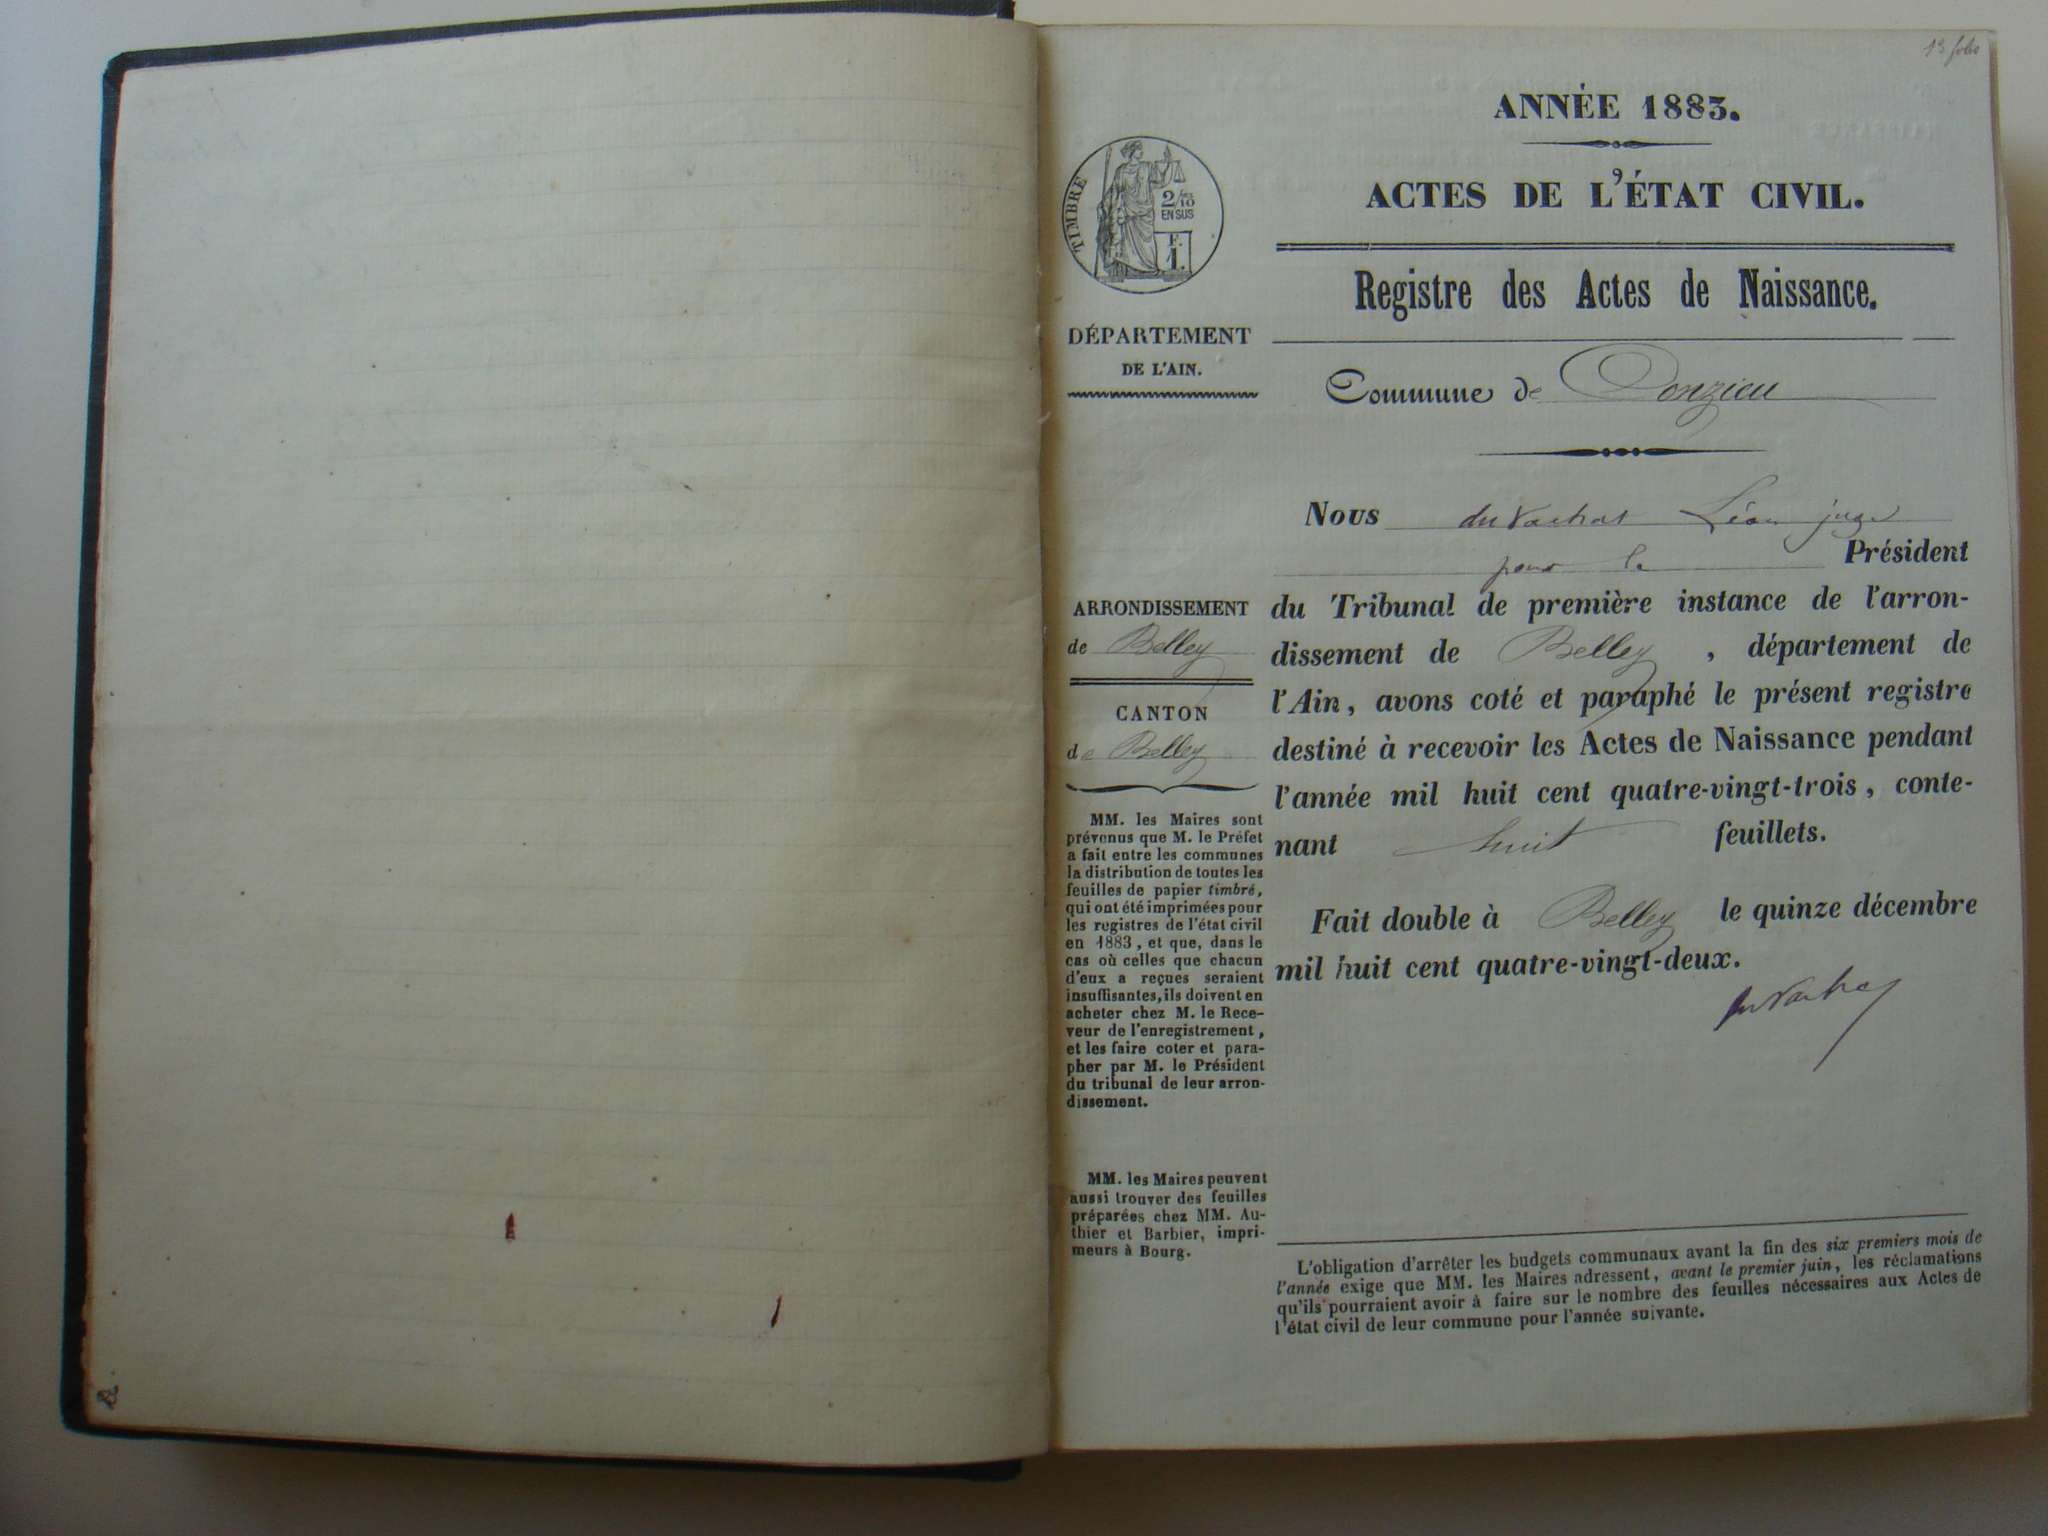 13 folio
ANNÉE 1883.
ACTES DE L'ÉTAT CIVIL.
TIMBRE
2/10
EN SUS
F.
1.
Registre des Actes de Naissance.
DÉPARTEMENT
DE L'AIN.
Commune de Conzieu
Nous du Vachat Léon juge
pour le Président
du Tribunal de première instance de l'arron-
dissement de Belley, département de
l'Ain, avons coté et paraphé le présent registre
destiné à recevoir les Actes de Naissance pendant
l'année mil huit cent quatre-vingt-trois, conte-
nant huit feuillets.
Fait double à Belley le quinze décembre
mil huit cent quatre-vingt-deux.
du Vachat
ARRONDISSEMENT
de Belley
CANTON
de Belley
MM. les Maires sont
prévenus que M. le Préfet
a fait entre les communes
la distribution de toutes les
feuilles de papier timbré,
qui ont été imprimées pour
les registres de l'état civil
en 1883, et que, dans le
cas où celles que chacun
d'eux a reçues seraient
insuffisantes, ils doivent en
acheter chez M. le Rece-
veur de l'enregistrement,
et les faire coter et para-
pher par M. le Président
du tribunal de leur arron-
dissement.
MM. les Maires peuvent
aussi trouver des feuilles
préparées chez MM. Au-
thier et Barbier, impri-
meurs à Bourg.
L'obligation d'arrêter les budgets communaux avant la fin des six premiers mois de
l'année exige que MM. les Maires adressent, avant le premier juin, les réclamations
qu'ils pourraient avoir à faire sur le nombre des feuilles nécessaires aux Actes de
l'état civil de leur commune pour l'année suivante.